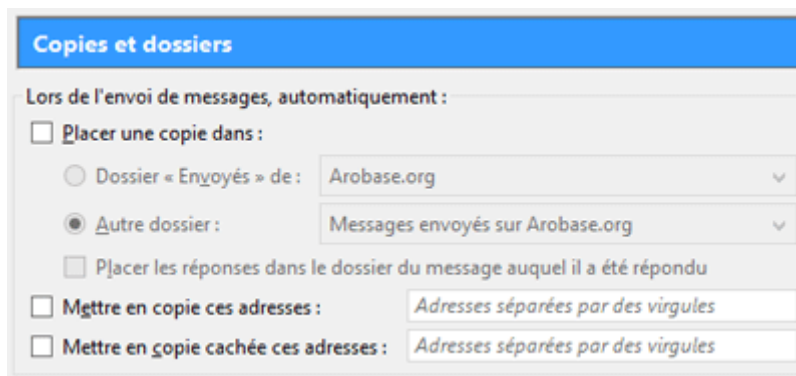 Copies et dossiers
Lors de l'envoi de messages, automatiquement :
Placer une copie dans :
Dossier « Envoyés » de : Arobase.org
Autre dossier : Messages envoyés sur Arobase.org
Placer les réponses dans le dossier du message auquel il a été répondu
Mettre en copie ces adresses : Adresses séparées par des virgules
Mettre en copie cachée ces adresses : Adresses séparées par des virgules